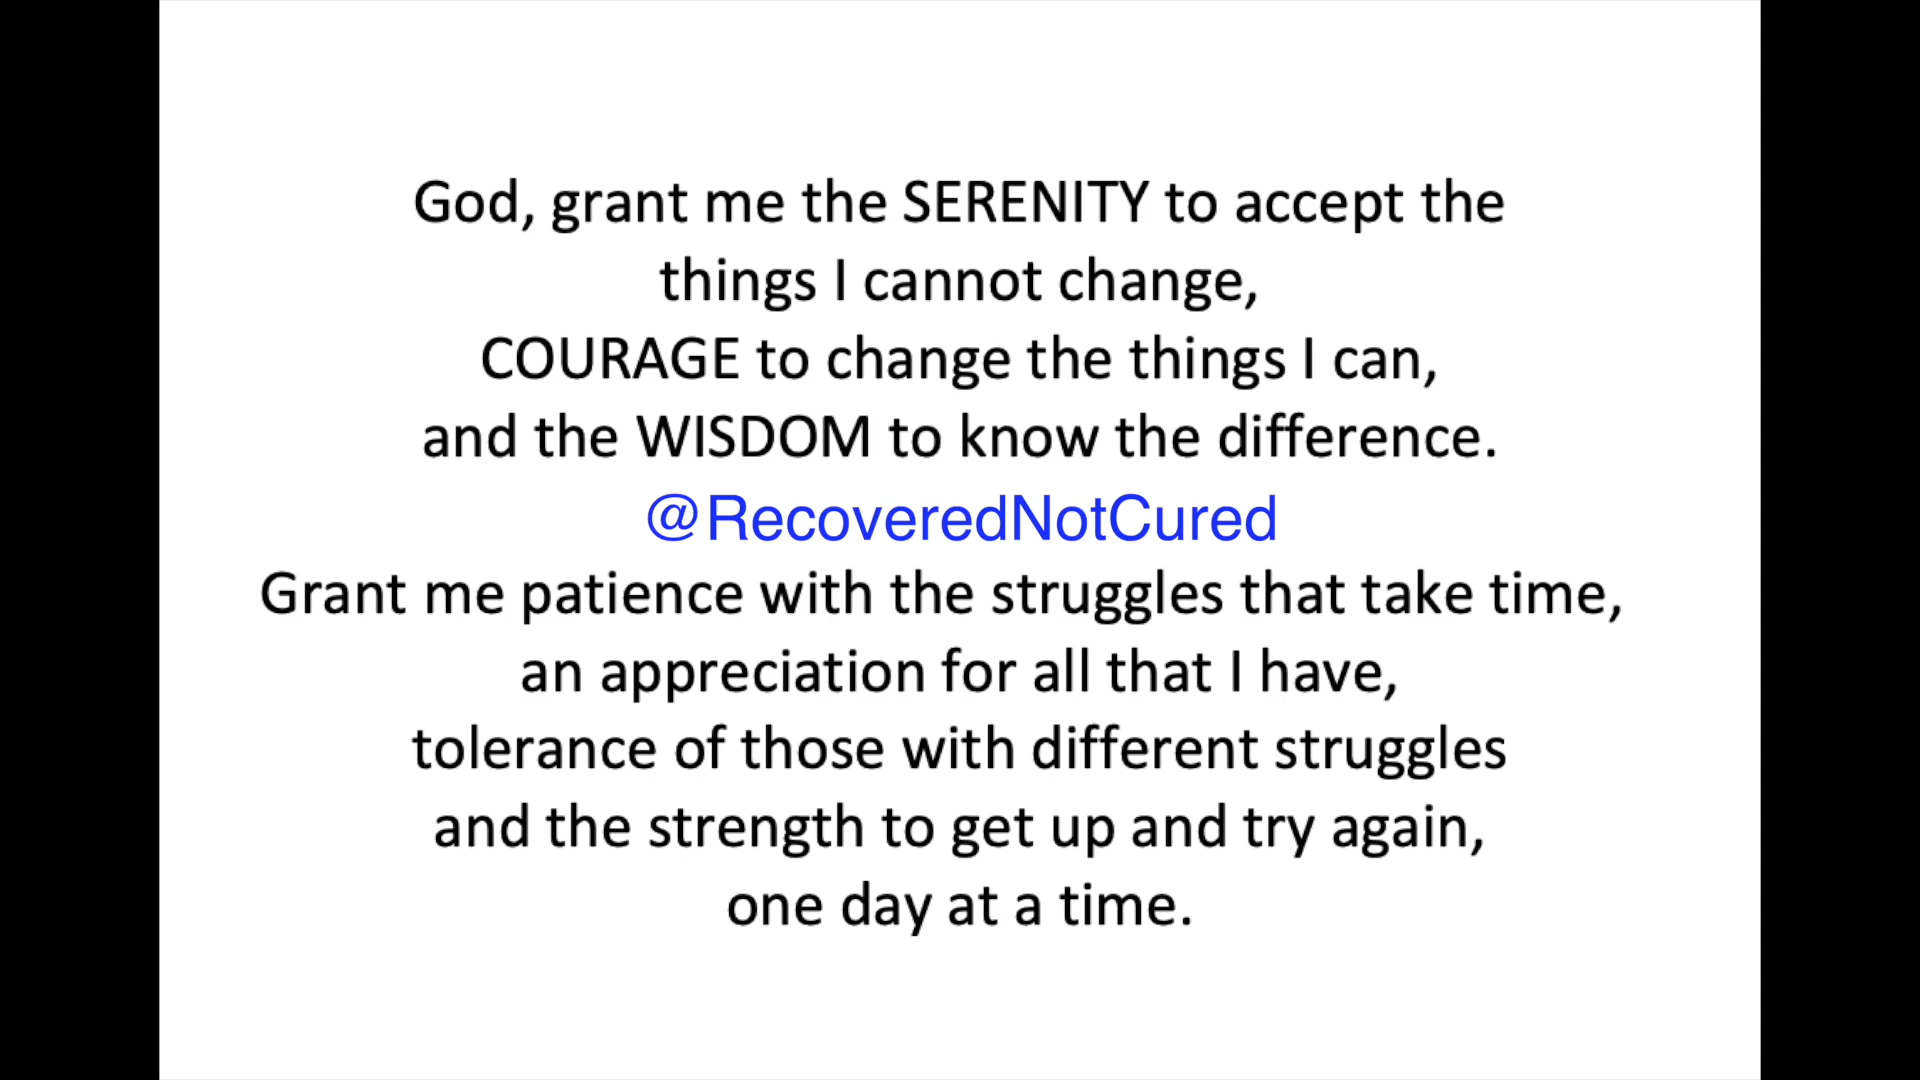 God, grant me the SERENITY to accept the
things I cannot change,
COURAGE to change the things I can,
and the WISDOM to know the difference.
@RecoveredNotCured
Grant me patience with the struggles that take time,
an appreciation for all that I have,
tolerance of those with different struggles
and the strength to get up and try again,
one day at a time.